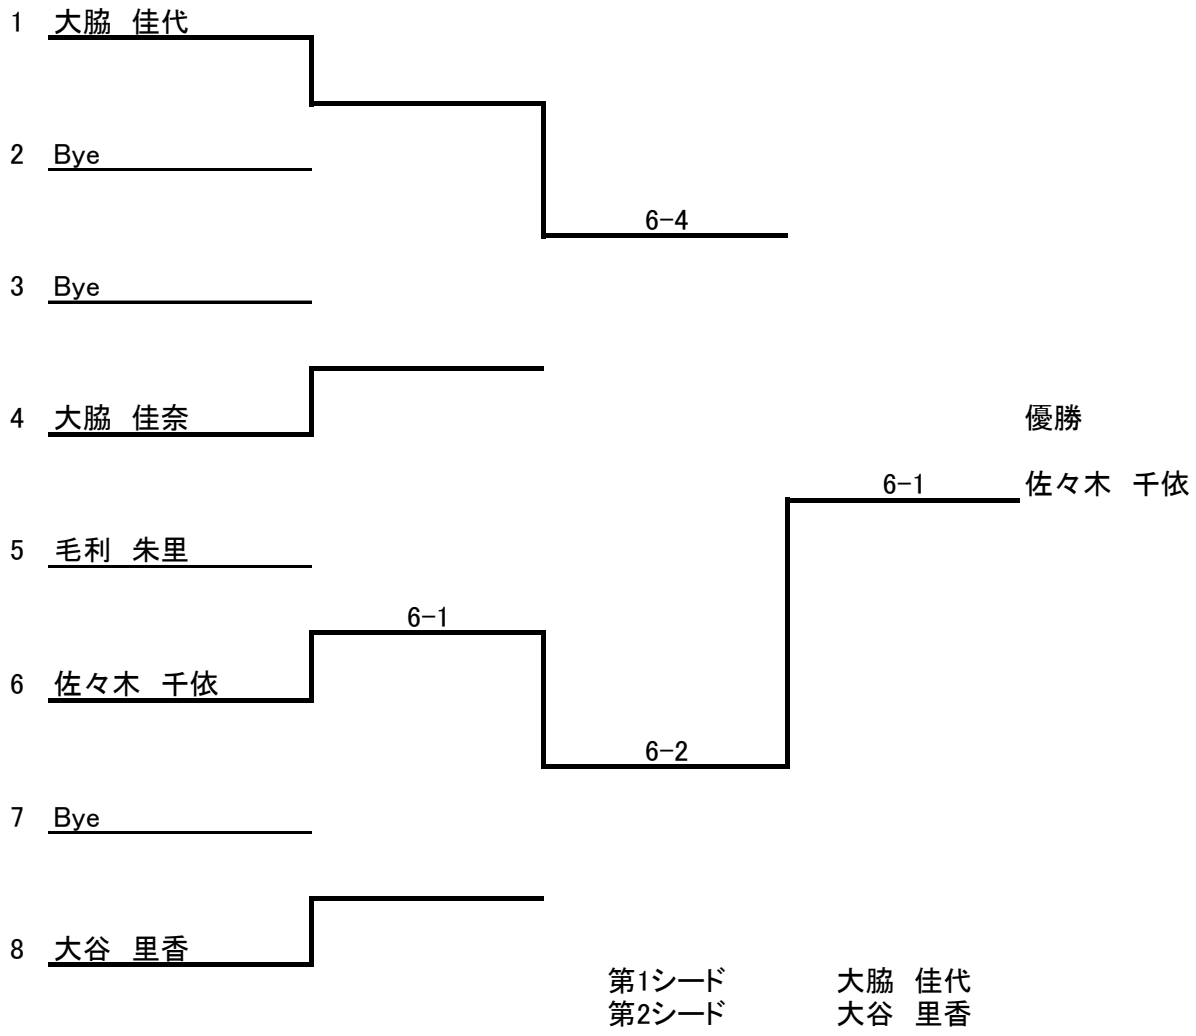 1 大脇 佳代
2 Bye
6-4
3 Bye
4 大脇 佳奈
優勝
6-1 佐々木 千依
5 毛利 朱里
6-1
6 佐々木 千依
6-2
7 Bye
8 大谷 里香
第1シード 大脇 佳代
第2シード 大谷 里香